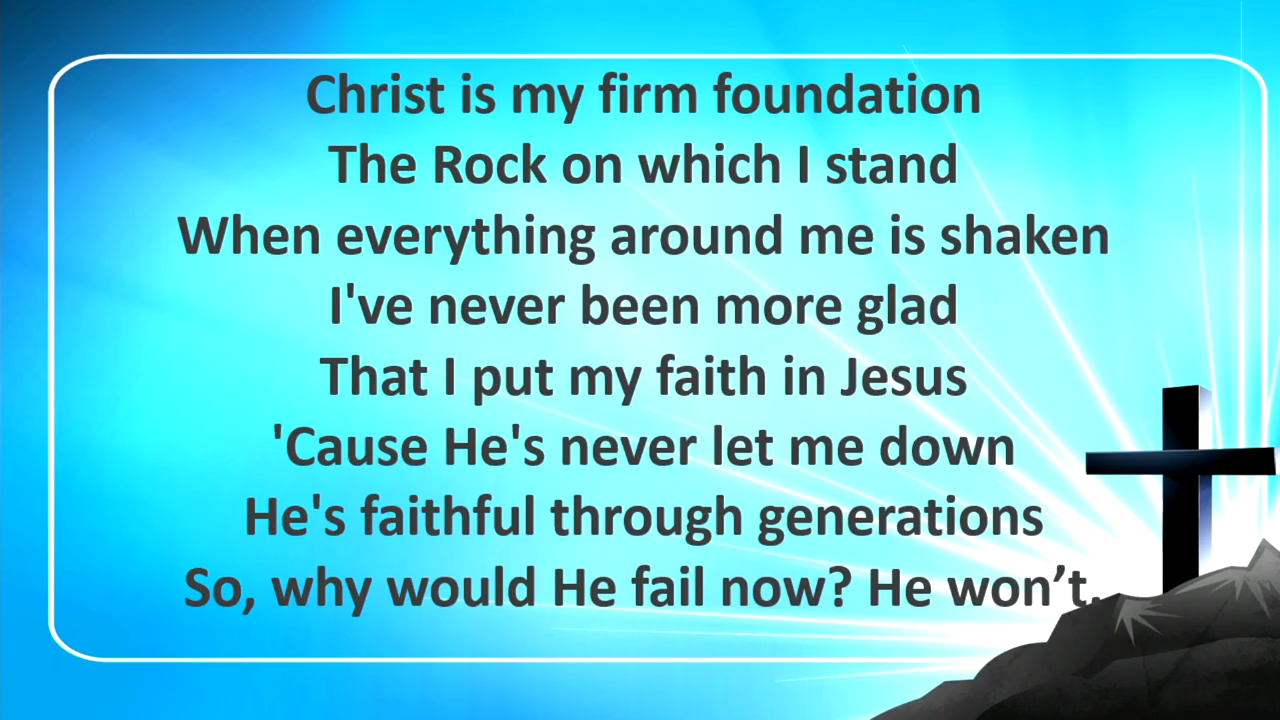 Christ is my firm foundation
The Rock on which I stand
When everything around me is shaken
I've never been more glad
That I put my faith in Jesus
'Cause He's never let me down
He's faithful through generations
So, why would He fail now? He won’t.